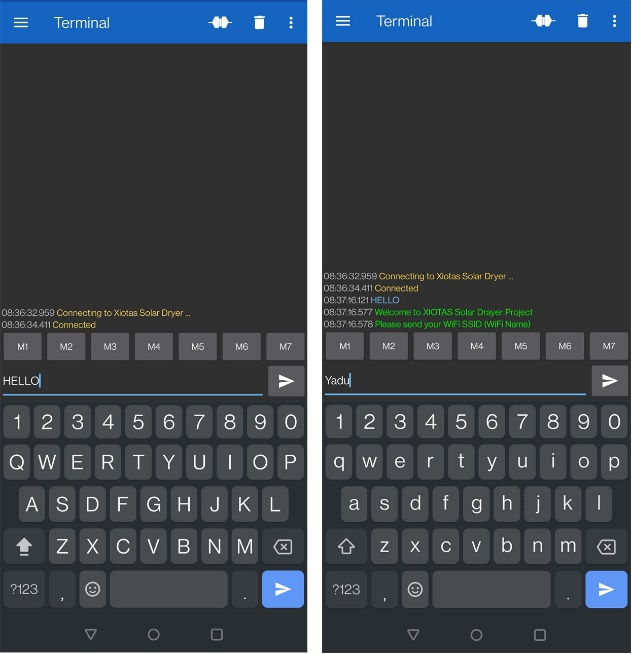 Terminal
08:36:32.959 Connecting to Xiotas Solar Dryer ...
08:36:34.411 Connected
M1 M2 M3 M4 M5 M6 M7
HELLO
1 2 3 4 5 6 7 8 9 0
Q W E R T Y U I O P
A S D F G H J K L
Z X C V B N M
?123 , .
Terminal
08:36:32.959 Connecting to Xiotas Solar Dryer ...
08:36:34.411 Connected
08:37:16.121 HELLO
08:37:16.577 Welcome to XIOTAS Solar Drayer Project
08:37:16.578 Please send your WiFi SSID (WiFi Name)
M1 M2 M3 M4 M5 M6 M7
Yadu
1 2 3 4 5 6 7 8 9 0
q w e r t y u i o p
a s d f g h j k l
z x c v b n m
?123 , .